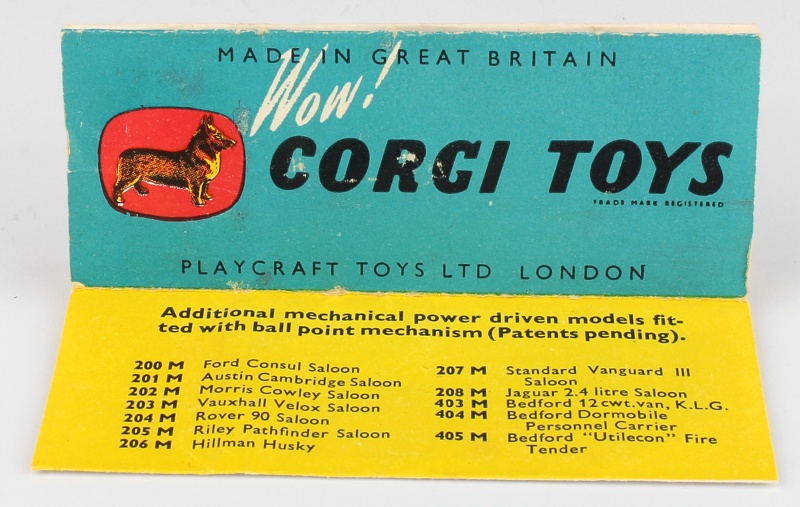 MADE IN GREAT BRITAIN
Wow!
CORGI TOYS
TRADE MARK REGISTERED
PLAYCRAFT TOYS LTD LONDON
Additional mechanical power driven models fit-
ted with ball point mechanism (Patents pending).
200 M Ford Consul Saloon
201 M Austin Cambridge Saloon
202 M Morris Cowley Saloon
203 M Vauxhall Velox Saloon
204 M Rover 90 Saloon
205 M Riley Pathfinder Saloon
206 M Hillman Husky
207 M Standard Vanguard III
Saloon
208 M Jaguar 2.4 litre Saloon
403 M Bedford 12 cwt. van, K.L.G.
404 M Bedford Dormobile
Personnel Carrier
405 M Bedford "Utilecon" Fire
Tender